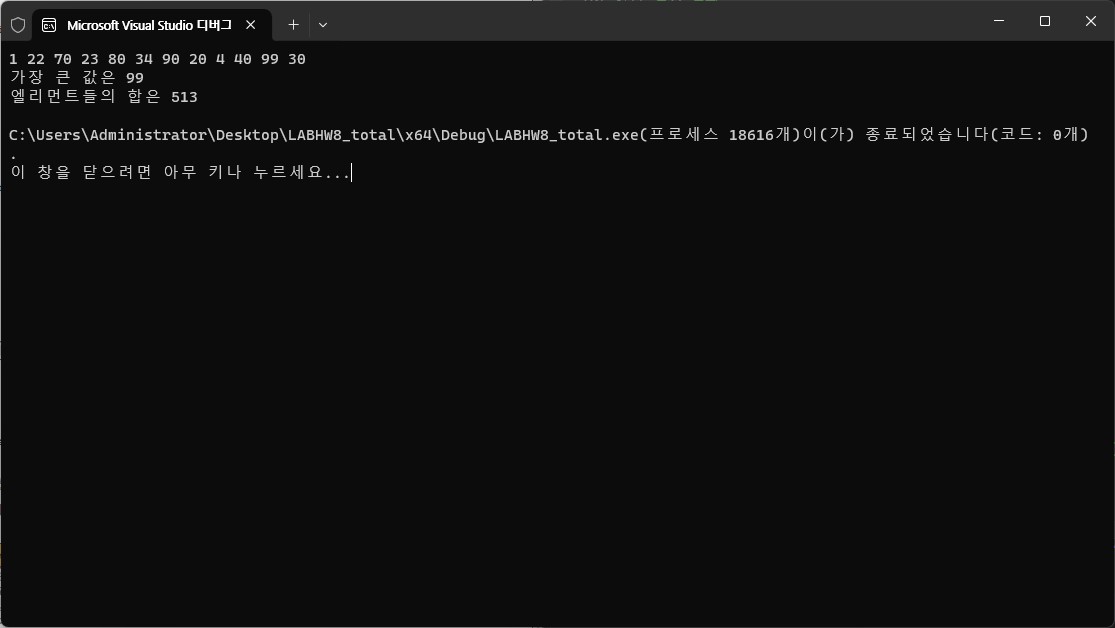 Microsoft Visual Studio 디버그
1 22 70 23 80 34 90 20 4 40 99 30
가장 큰 값은 99
엘리먼트들의 합은 513
C:\Users\Administrator\Desktop\LABHW8_total\x64\Debug\LABHW8_total.exe(프로세스 18616개)이(가) 종료되었습니다(코드: 0개)
.
이 창을 닫으려면 아무 키나 누르세요...